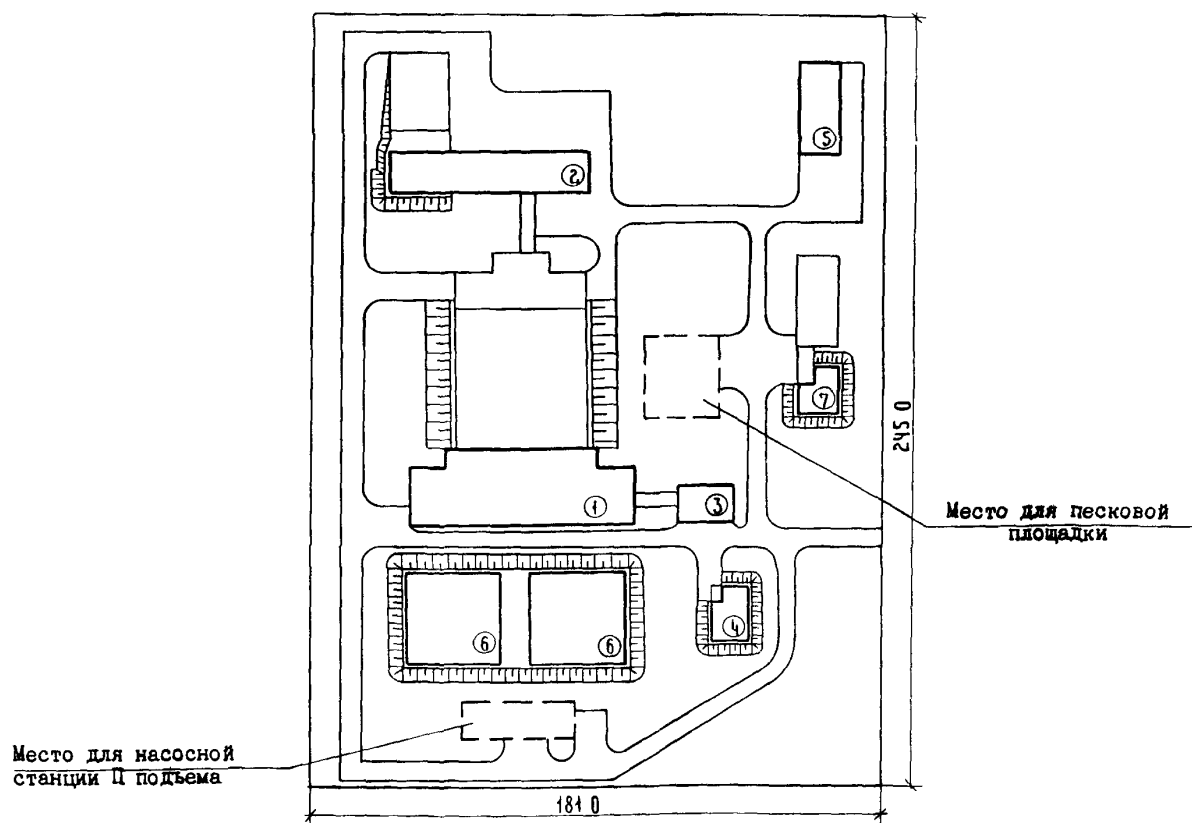 5
2
7
245 0
Место для песковой
площадки
1
3
4
6
6
Место для насосной
станции II подъема
181 0